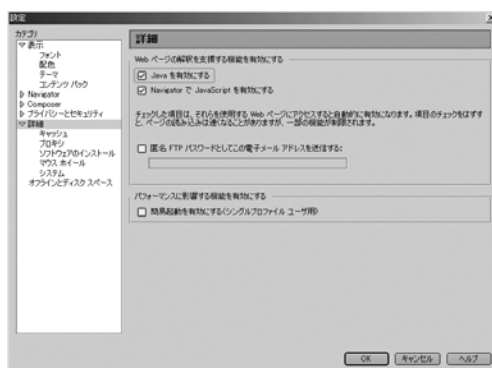 設定
カテゴリ
表示
フォント
配色
テーマ
コンテンツ パック
Navigator
Composer
プライバシーとセキュリティ
詳細
キャッシュ
プロキシ
ソフトウェアのインストール
マウス ホイール
システム
オフラインとディスク スペース
詳細
Web ページの解釈を支援する機能を有効にする
Java を有効にする
Navigator で JavaScript を有効にする
チェックした項目は、それらを使用する Web ページにアクセスすると自動的に有効になります。項目のチェックをはずす
と、ページの読み込みは速くなることがありますが、一部の機能が制限されます。
匿名 FTP パスワードとしてこの電子メール アドレスを送信する:
パフォーマンスに影響する機能を有効にする
簡易起動を有効にする(シングルプロファイル ユーザ用)
OK
キャンセル
ヘルプ